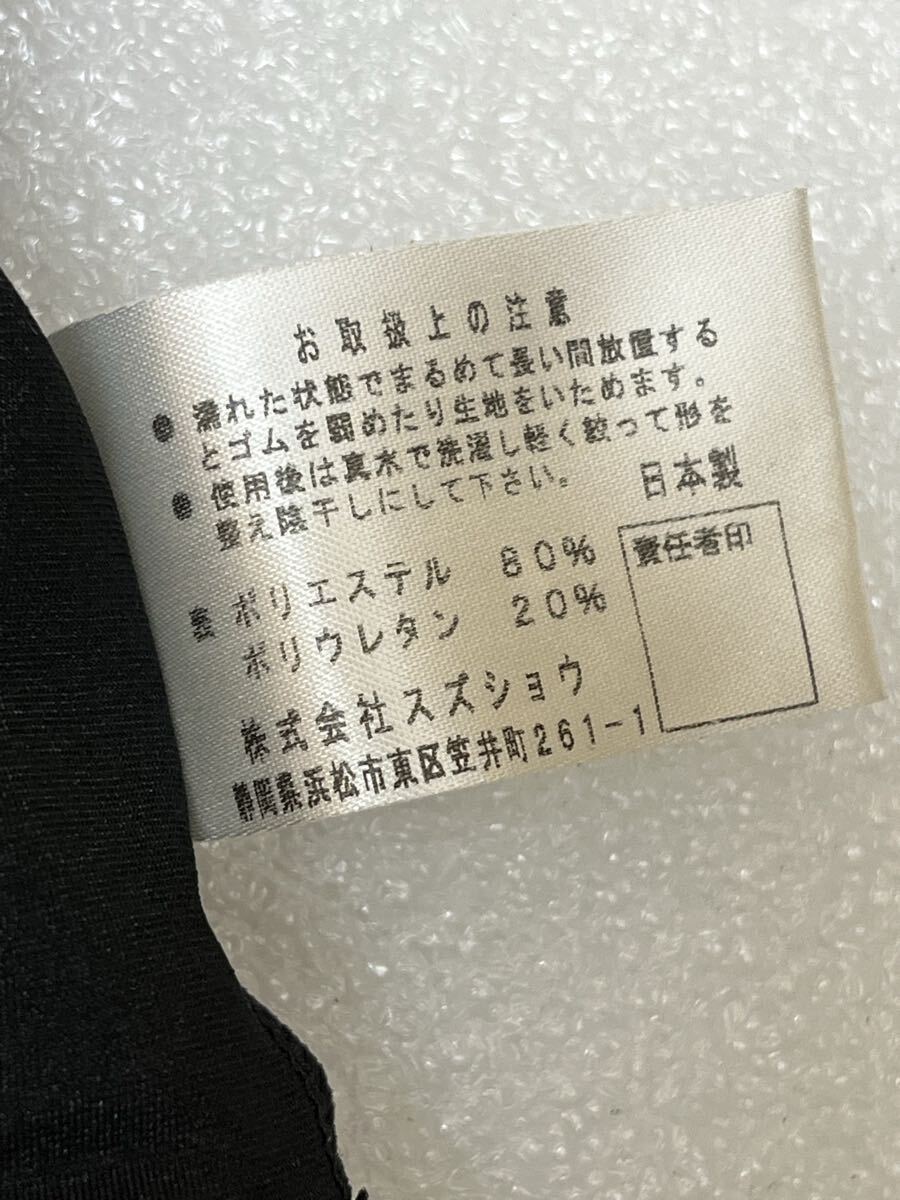 お取扱上の注意
● 濡れた状態でまるめて長い間放置する
とゴムを弱めたり生地をいためます。
● 使用後は真水で洗濯し軽く絞って形を
整え陰干しにして下さい。
日本製
表 ポリエステル 80%
ポリウレタン 20%
責任者印
株式会社スズショウ
静岡県浜松市東区笠井町261-1